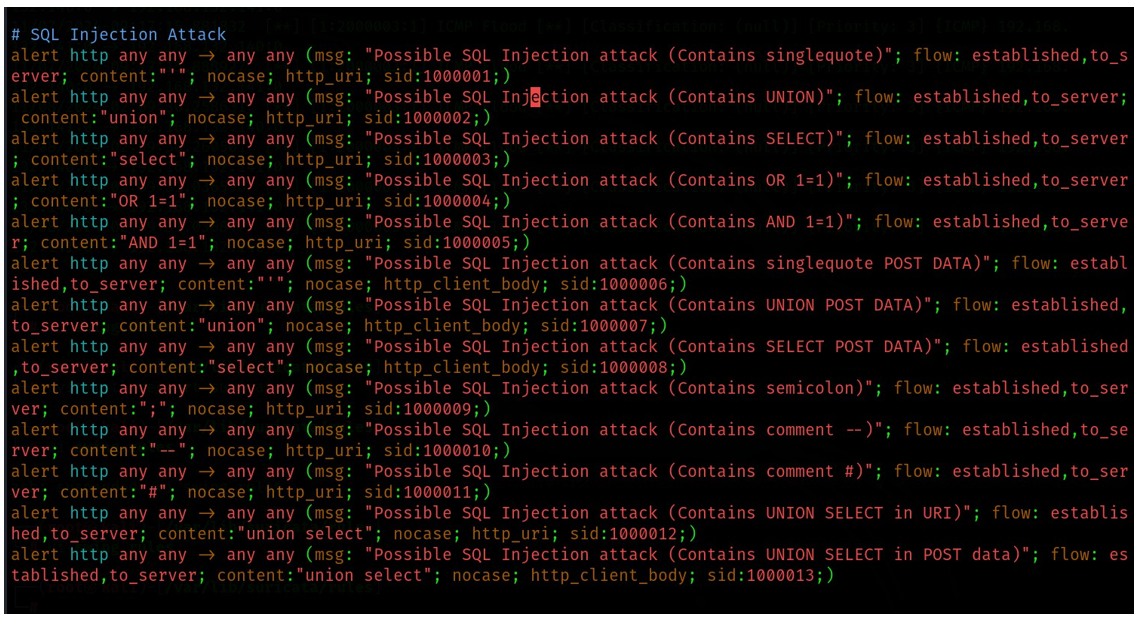 # SQL Injection Attack
alert http any any → any any (msg: "Possible SQL Injection attack (Contains singlequote)"; flow: established,to_s
erver; content:"'"; nocase; http_uri; sid:1000001;)
alert http any any → any any (msg: "Possible SQL Injection attack (Contains UNION)"; flow: established,to_server;
 content:"union"; nocase; http_uri; sid:1000002;)
alert http any any → any any (msg: "Possible SQL Injection attack (Contains SELECT)"; flow: established,to_server
; content:"select"; nocase; http_uri; sid:1000003;)
alert http any any → any any (msg: "Possible SQL Injection attack (Contains OR 1=1)"; flow: established,to_server
; content:"OR 1=1"; nocase; http_uri; sid:1000004;)
alert http any any → any any (msg: "Possible SQL Injection attack (Contains AND 1=1)"; flow: established,to_serve
r; content:"AND 1=1"; nocase; http_uri; sid:1000005;)
alert http any any → any any (msg: "Possible SQL Injection attack (Contains singlequote POST DATA)"; flow: establ
ished,to_server; content:"'"; nocase; http_client_body; sid:1000006;)
alert http any any → any any (msg: "Possible SQL Injection attack (Contains UNION POST DATA)"; flow: established,
to_server; content:"union"; nocase; http_client_body; sid:1000007;)
alert http any any → any any (msg: "Possible SQL Injection attack (Contains SELECT POST DATA)"; flow: established
,to_server; content:"select"; nocase; http_client_body; sid:1000008;)
alert http any any → any any (msg: "Possible SQL Injection attack (Contains semicolon)"; flow: established,to_ser
ver; content:";"; nocase; http_uri; sid:1000009;)
alert http any any → any any (msg: "Possible SQL Injection attack (Contains comment --)"; flow: established,to_se
rver; content:"--"; nocase; http_uri; sid:1000010;)
alert http any any → any any (msg: "Possible SQL Injection attack (Contains comment #)"; flow: established,to_ser
ver; content:"#"; nocase; http_uri; sid:1000011;)
alert http any any → any any (msg: "Possible SQL Injection attack (Contains UNION SELECT in URI)"; flow: establis
hed,to_server; content:"union select"; nocase; http_uri; sid:1000012;)
alert http any any → any any (msg: "Possible SQL Injection attack (Contains UNION SELECT in POST data)"; flow: es
tablished,to_server; content:"union select"; nocase; http_client_body; sid:1000013;)